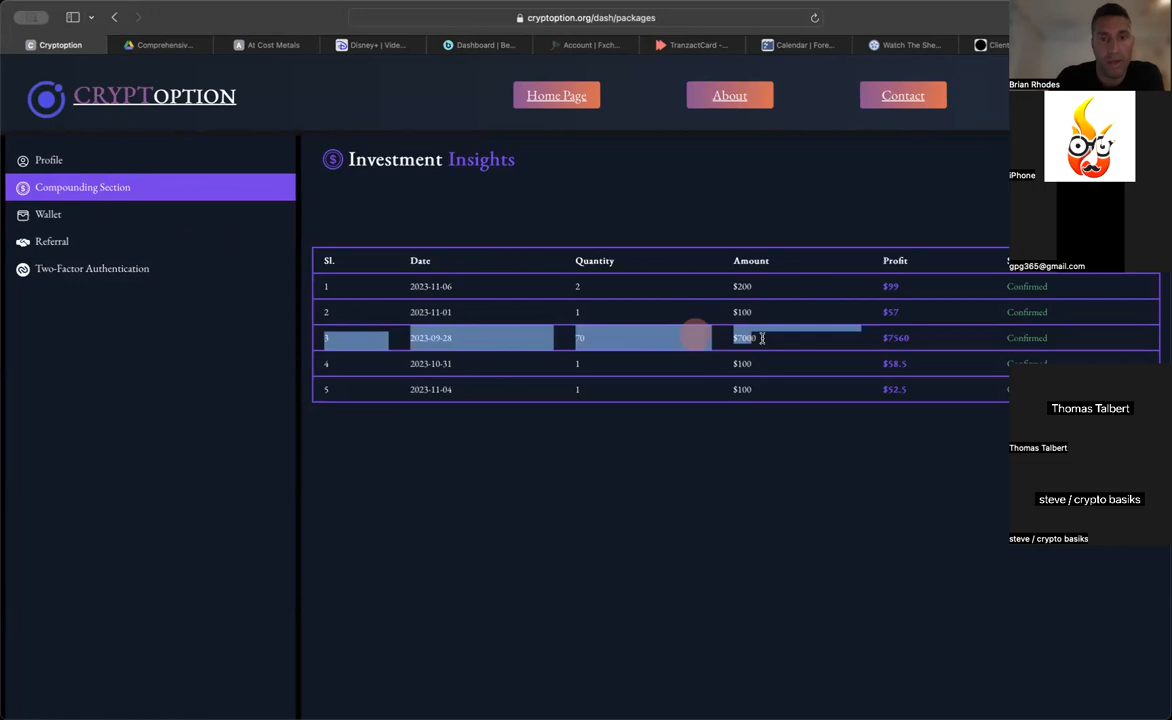 cryptoption.org/dash/packages
Cryptoption
Comprehensiv...
At Cost Metals
Disney+ | Vide...
Dashboard | Be...
Account | Fxch...
TranzactCard -...
Calendar | Fore...
Watch The She...
Client
CRYPTOPTION
Home Page
About
Contact
Brian Rhodes
iPhone
gpg365@gmail.com
Thomas Talbert
Thomas Talbert
steve / crypto basiks
steve / crypto basiks
Profile
Compounding Section
Wallet
Referral
Two-Factor Authentication
Investment Insights
Sl. Date Quantity Amount Profit
1 2023-11-06 2 $200 $99 Confirmed
2 2023-11-01 1 $100 $57 Confirmed
3 2023-09-28 70 $7000 $7560 Confirmed
4 2023-10-31 1 $100 $58.5 Confirmed
5 2023-11-04 1 $100 $52.5 Confirmed